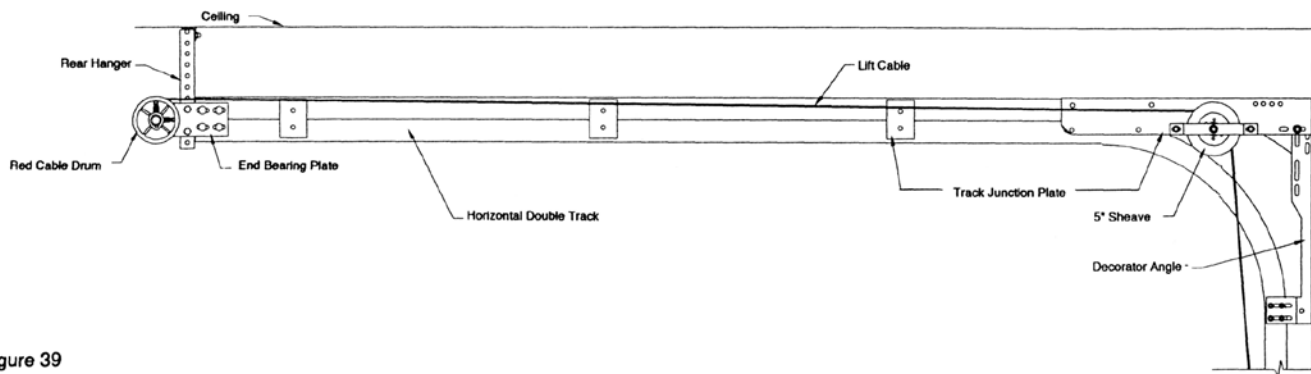 Ceiling
Rear Hanger
Lift Cable
Red Cable Drum
End Bearing Plate
Track Junction Plate
Horizontal Double Track
5" Sheave
Decorator Angle
gure 39